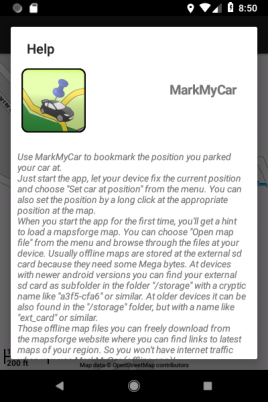 8:50
Help
MarkMyCar
Use MarkMyCar to bookmark the position you parked
your car at.
Just start the app, let your device fix the current position
and choose "Set car at position" from the menu. You can
also set the position by a long click at the appropriate
position at the map.
When you start the app for the first time, you'll get a hint
to load a mapsforge map. You can choose "Open map
file" from the menu and browse through the files at your
device. Usually offline maps are stored at the external sd
card because they need some Mega bytes. At devices
with newer android versions you can find your external
sd card as subfolder in the folder "/storage" with a cryptic
name like "a3f5-cfa6" or similar. At older devices it can be
also found in the "/storage" folder, but with a name like
"ext_card" or similar.
Those offline map files you can freely download from
the mapsforge website where you can find links to latest
maps of your region. So you won't have internet traffic
200 ft
Map data © OpenStreetMap contributors